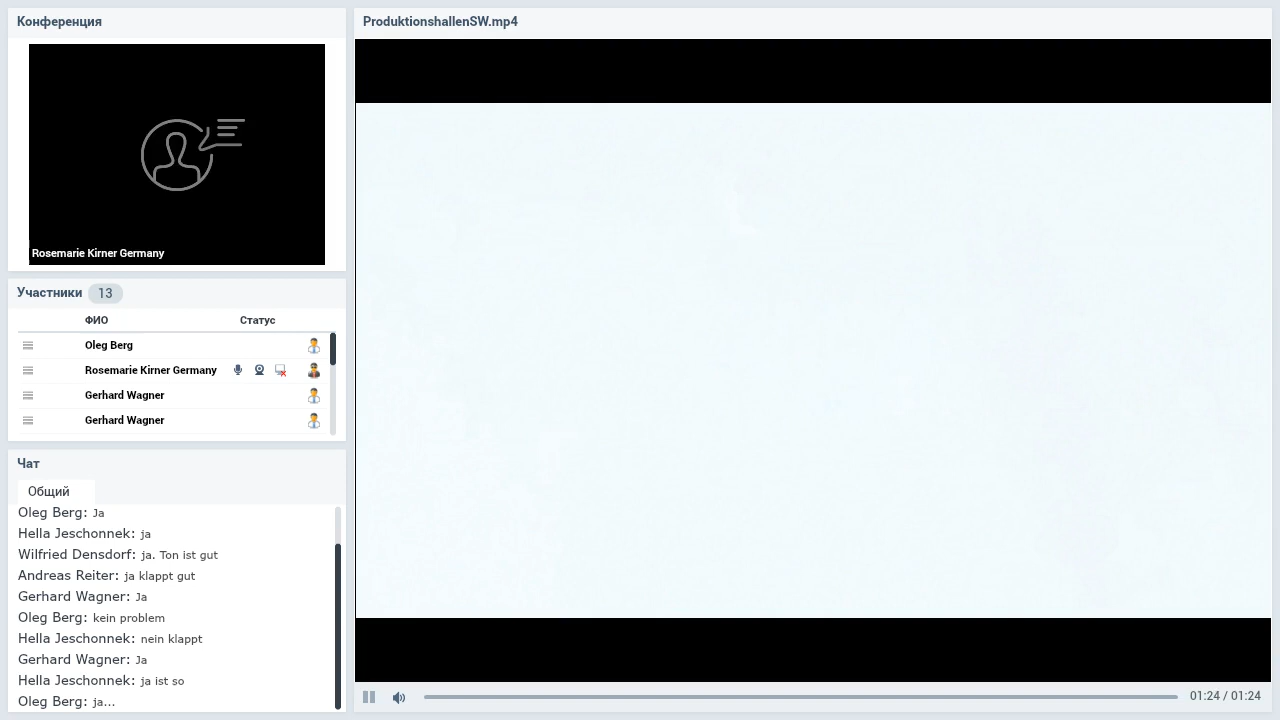 Конференция
Rosemarie Kirner Germany
Участники 13
ФИО Статус
Oleg Berg
Rosemarie Kirner Germany
Gerhard Wagner
Gerhard Wagner
Чат
Общий
Oleg Berg: Ja
Hella Jeschonnek: ja
Wilfried Densdorf: ja. Ton ist gut
Andreas Reiter: ja klappt gut
Gerhard Wagner: Ja
Oleg Berg: kein problem
Hella Jeschonnek: nein klappt
Gerhard Wagner: Ja
Hella Jeschonnek: ja ist so
Oleg Berg: ja...
ProduktionshallenSW.mp4
01:24 / 01:24